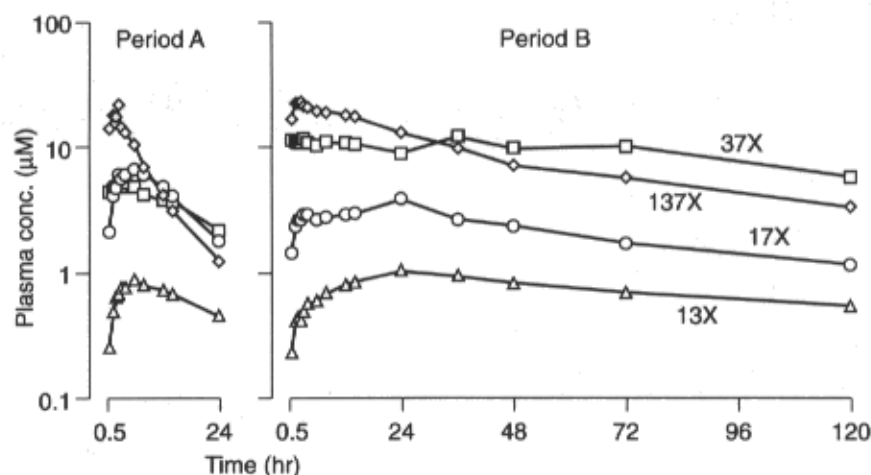 Period A
Period B
100
10
1
0.1
Plasma conc. (µM)
37X
137X
17X
13X
0.5 24
0.5 24 48 72 96 120
Time (hr)